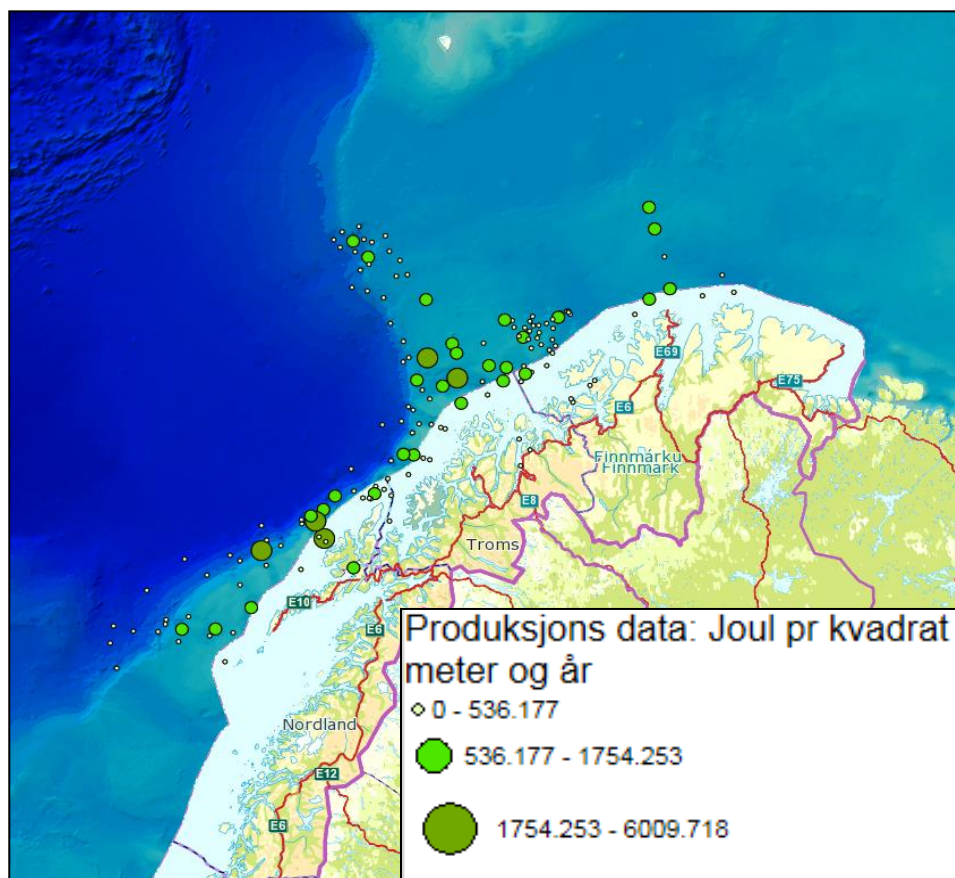 E69
E75
E6
Finnmárku
Finnmark
E8
Troms
E10
E6
Nordland
E12
E6
Produksjons data: Joul pr kvadrat
meter og år
0 - 536.177
536.177 - 1754.253
1754.253 - 6009.718